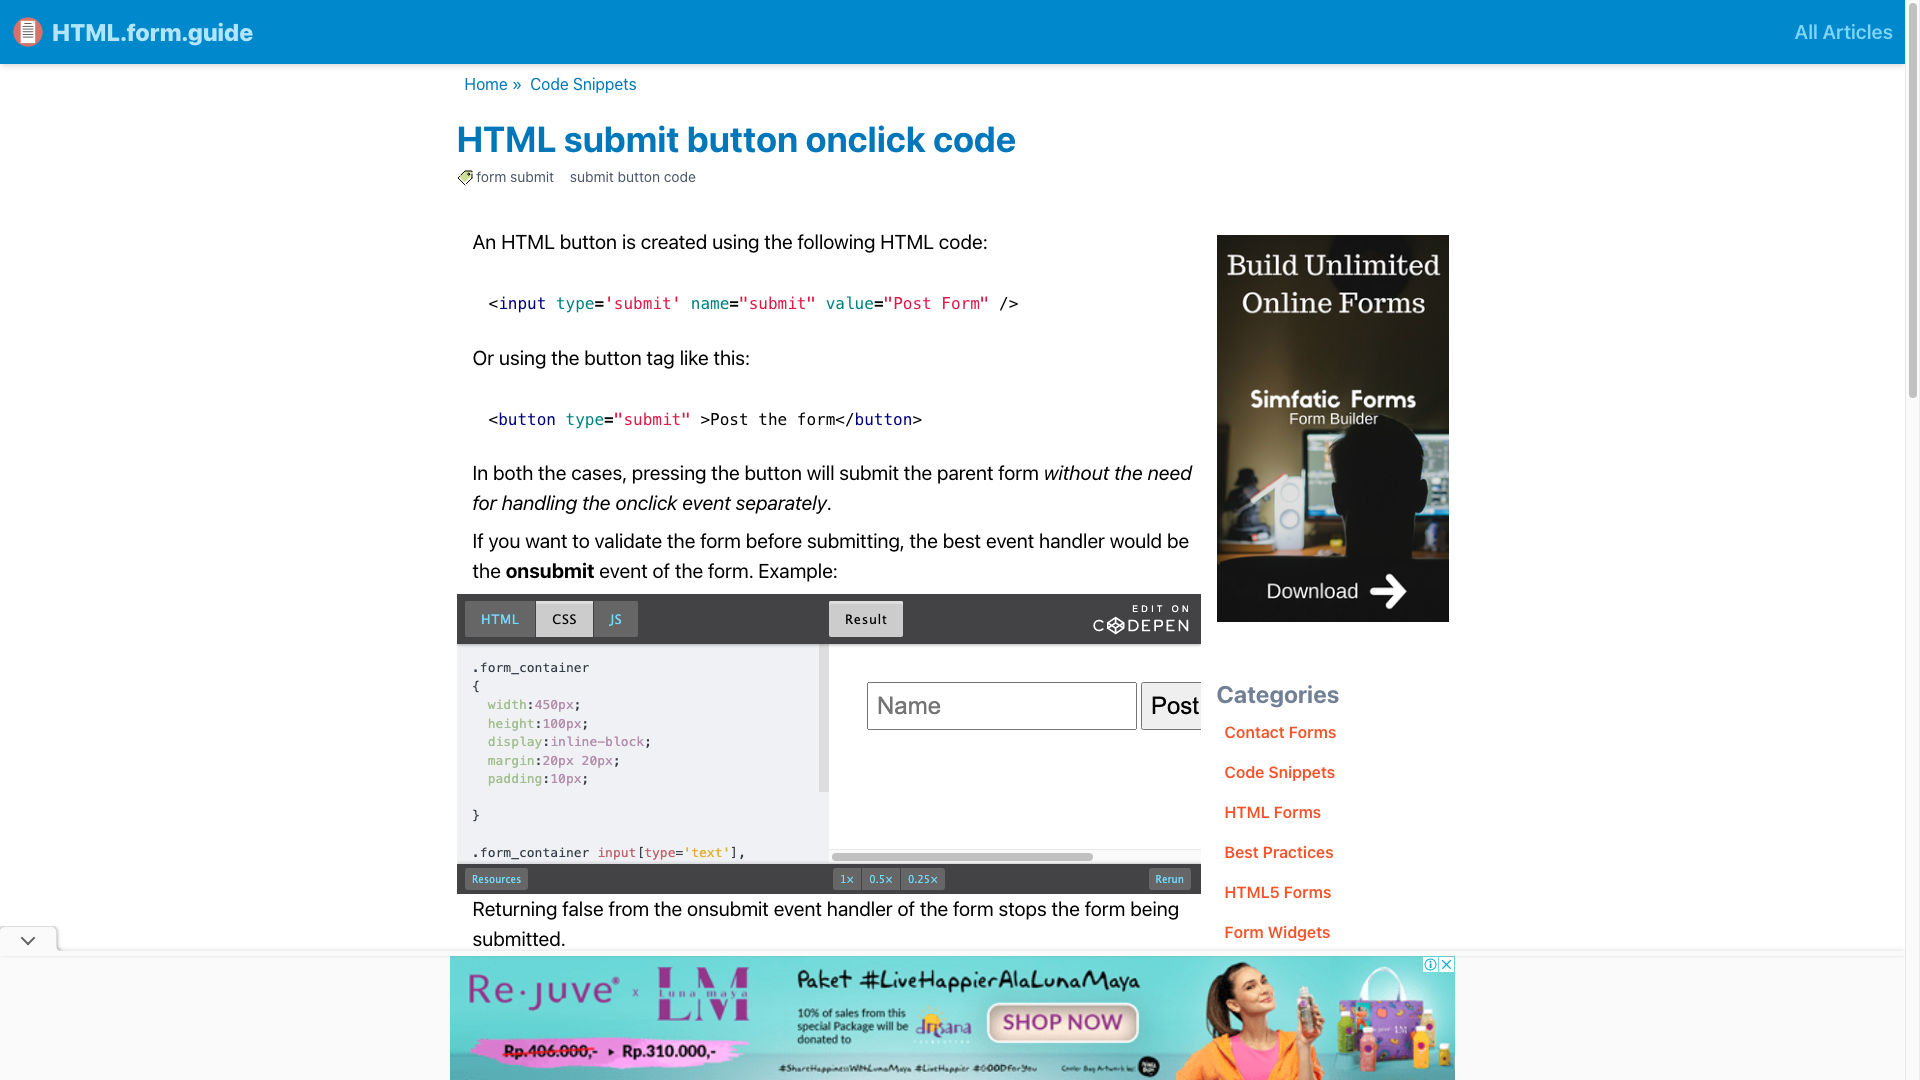 HTML.form.guide
All Articles
Home » Code Snippets
HTML submit button onclick code
form submit submit button code
An HTML button is created using the following HTML code:
<input type='submit' name="submit" value="Post Form" />
Or using the button tag like this:
<button type="submit" >Post the form</button>
In both the cases, pressing the button will submit the parent form without the need
for handling the onclick event separately.
If you want to validate the form before submitting, the best event handler would be
the onsubmit event of the form. Example:
HTML CSS JS
Result
EDIT ON
CODEPEN
.form_container
{
width:450px;
height:100px;
display:inline-block;
margin:20px 20px;
padding:10px;
}
.form_container input[type='text'],
Name
Post
Resources
1× 0.5× 0.25×
Rerun
Returning false from the onsubmit event handler of the form stops the form being
submitted.
Build Unlimited
Online Forms
Simfatic Forms
Form Builder
Download
Categories
Contact Forms
Code Snippets
HTML Forms
Best Practices
HTML5 Forms
Form Widgets
Re·juve® x LM
Luna maya
Rp.406.000,- ▸ Rp.310.000,-
Paket #LiveHappierAlaLunaMaya
10% of sales from this
special Package will be
donated to
drisana
FOUNDATION
SHOP NOW
#ShareHappinessWithLunaMaya #LiveHappier #GOODforYou
Cooler Bag Artwork by: